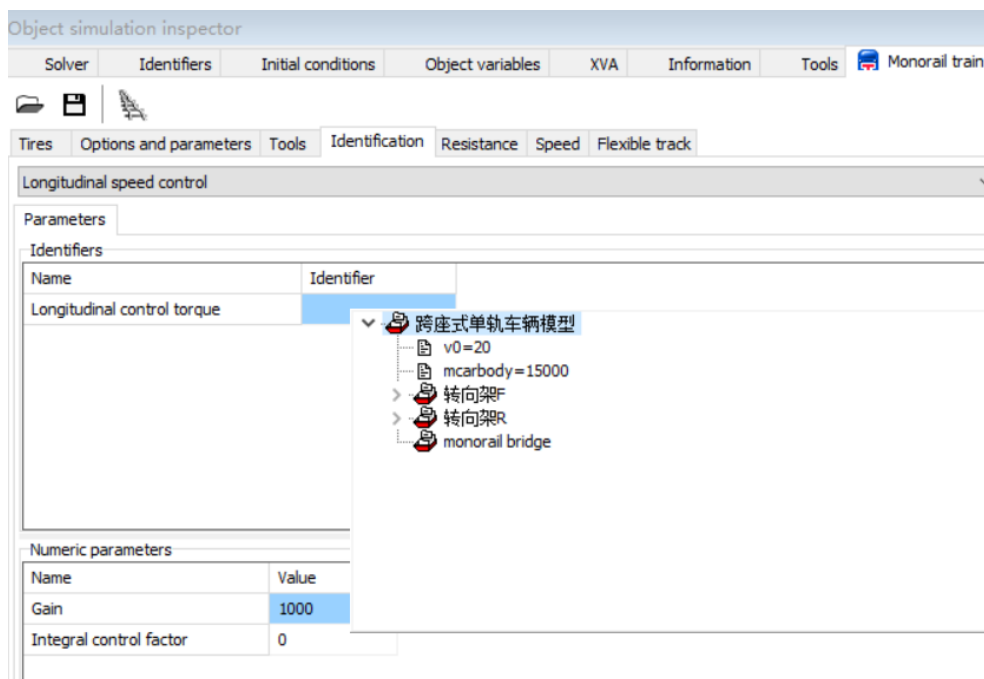 Object simulation inspector
Solver Identifiers Initial conditions Object variables XVA Information Tools Monorail train
Tires Options and parameters Tools Identification Resistance Speed Flexible track
Longitudinal speed control
Parameters
Identifiers
Name Identifier
Longitudinal control torque
跨座式单轨车辆模型
v0=20
mcarbody=15000
转向架F
转向架R
monorail bridge
Numeric parameters
Name Value
Gain 1000
Integral control factor 0